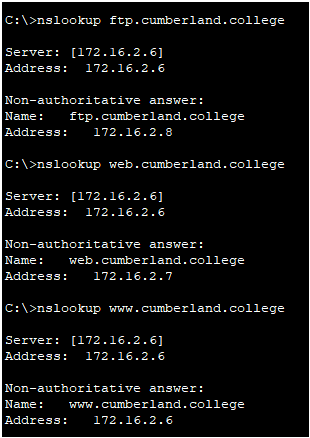 C:\>nslookup ftp.cumberland.college
Server: [172.16.2.6]
Address:  172.16.2.6
Non-authoritative answer:
Name:   ftp.cumberland.college
Address:   172.16.2.8
C:\>nslookup web.cumberland.college
Server: [172.16.2.6]
Address:  172.16.2.6
Non-authoritative answer:
Name:   web.cumberland.college
Address:   172.16.2.7
C:\>nslookup www.cumberland.college
Server: [172.16.2.6]
Address:  172.16.2.6
Non-authoritative answer:
Name:   www.cumberland.college
Address:   172.16.2.6